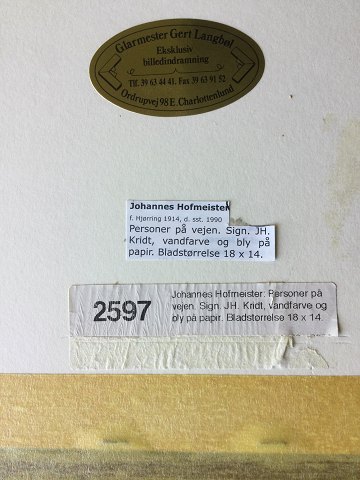 Glarmester Gert Langbøl
Eksklusiv
billedindramning
Tlf. 39 63 44 41. Fax 39 63 91 52
Ordrupvej 98 E. Charlottenlund
Johannes Hofmeister
f. Hjørring 1914, d. sst. 1990
Personer på vejen. Sign. JH.
Kridt, vandfarve og bly på
papir. Bladstørrelse 18 x 14.
2597
Johannes Hofmeister. Personer på
vejen. Sign. JH. Kridt, vandfarve og
bly på papir. Bladstørrelse 18 x 14.